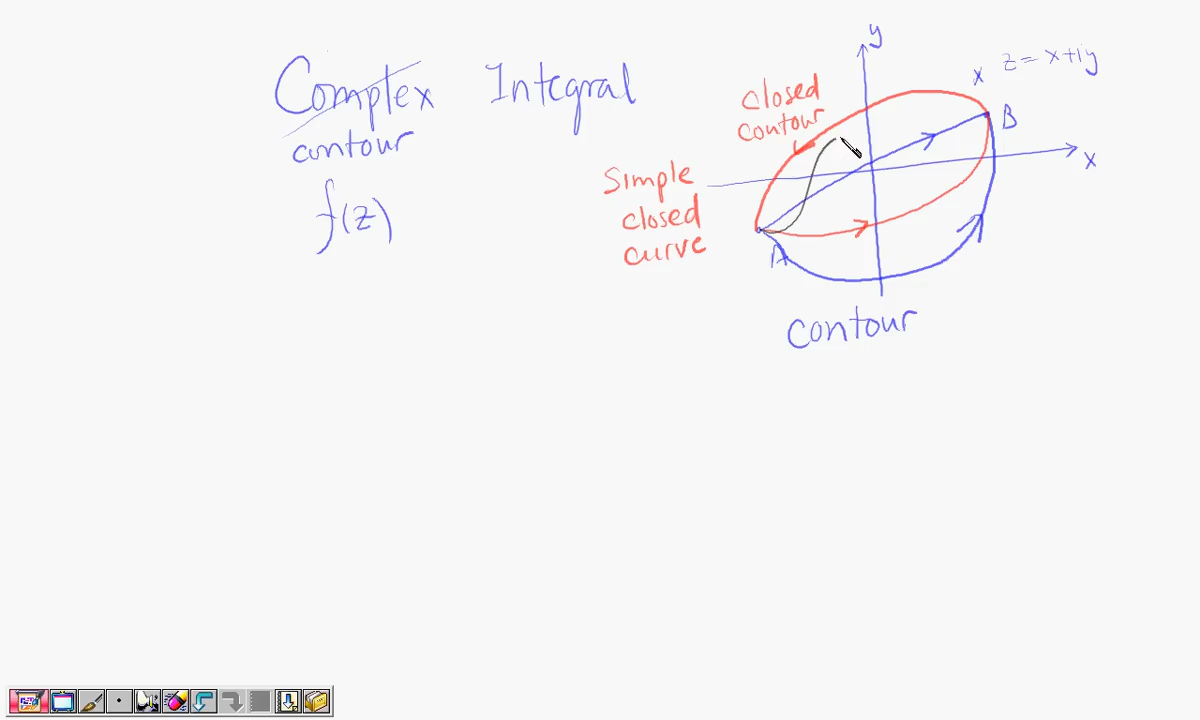 Complex Integral
contour
f(z)
y
x z = x+iy
closed
contour
B
x
Simple
closed
curve
A
contour